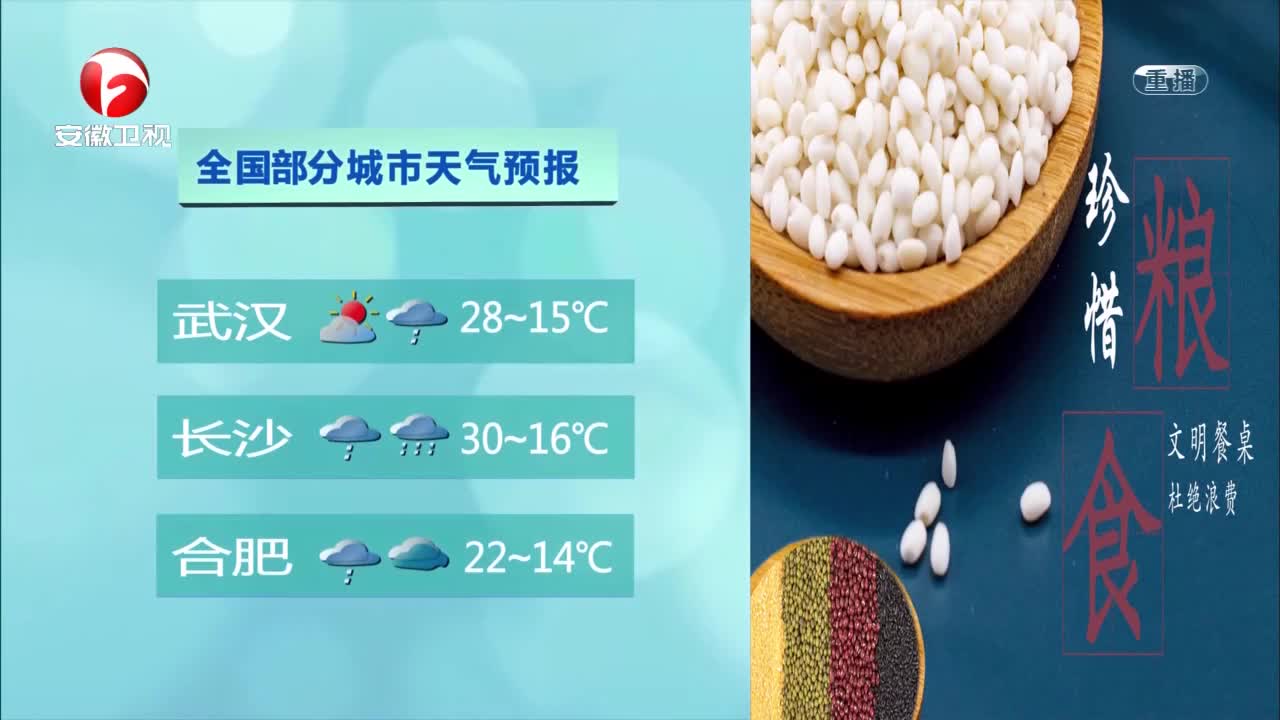 安徽卫视
全国部分城市天气预报
武汉 28~15℃
长沙 30~16℃
合肥 22~14℃
重播
珍惜
粮
食
文明餐桌
杜绝浪费